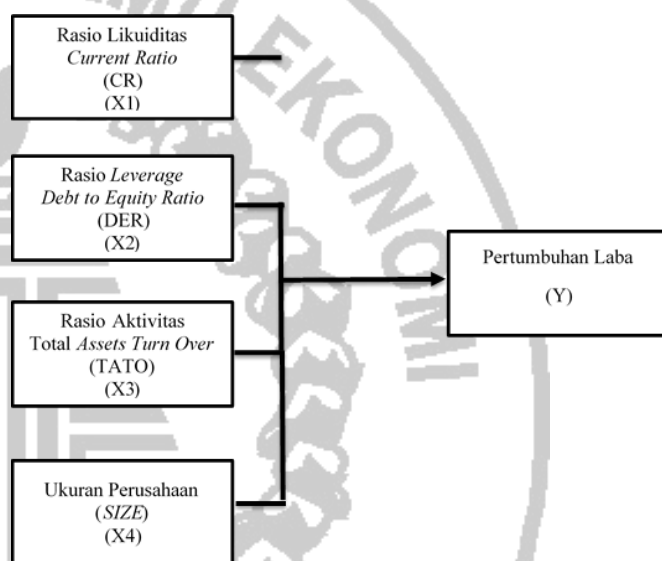 Rasio Likuiditas
Current Ratio
(CR)
(X1)
Rasio Leverage
Debt to Equity Ratio
(DER)
(X2)
Rasio Aktivitas
Total Assets Turn Over
(TATO)
(X3)
Ukuran Perusahaan
(SIZE)
(X4)
Pertumbuhan Laba
(Y)
EKONOMI